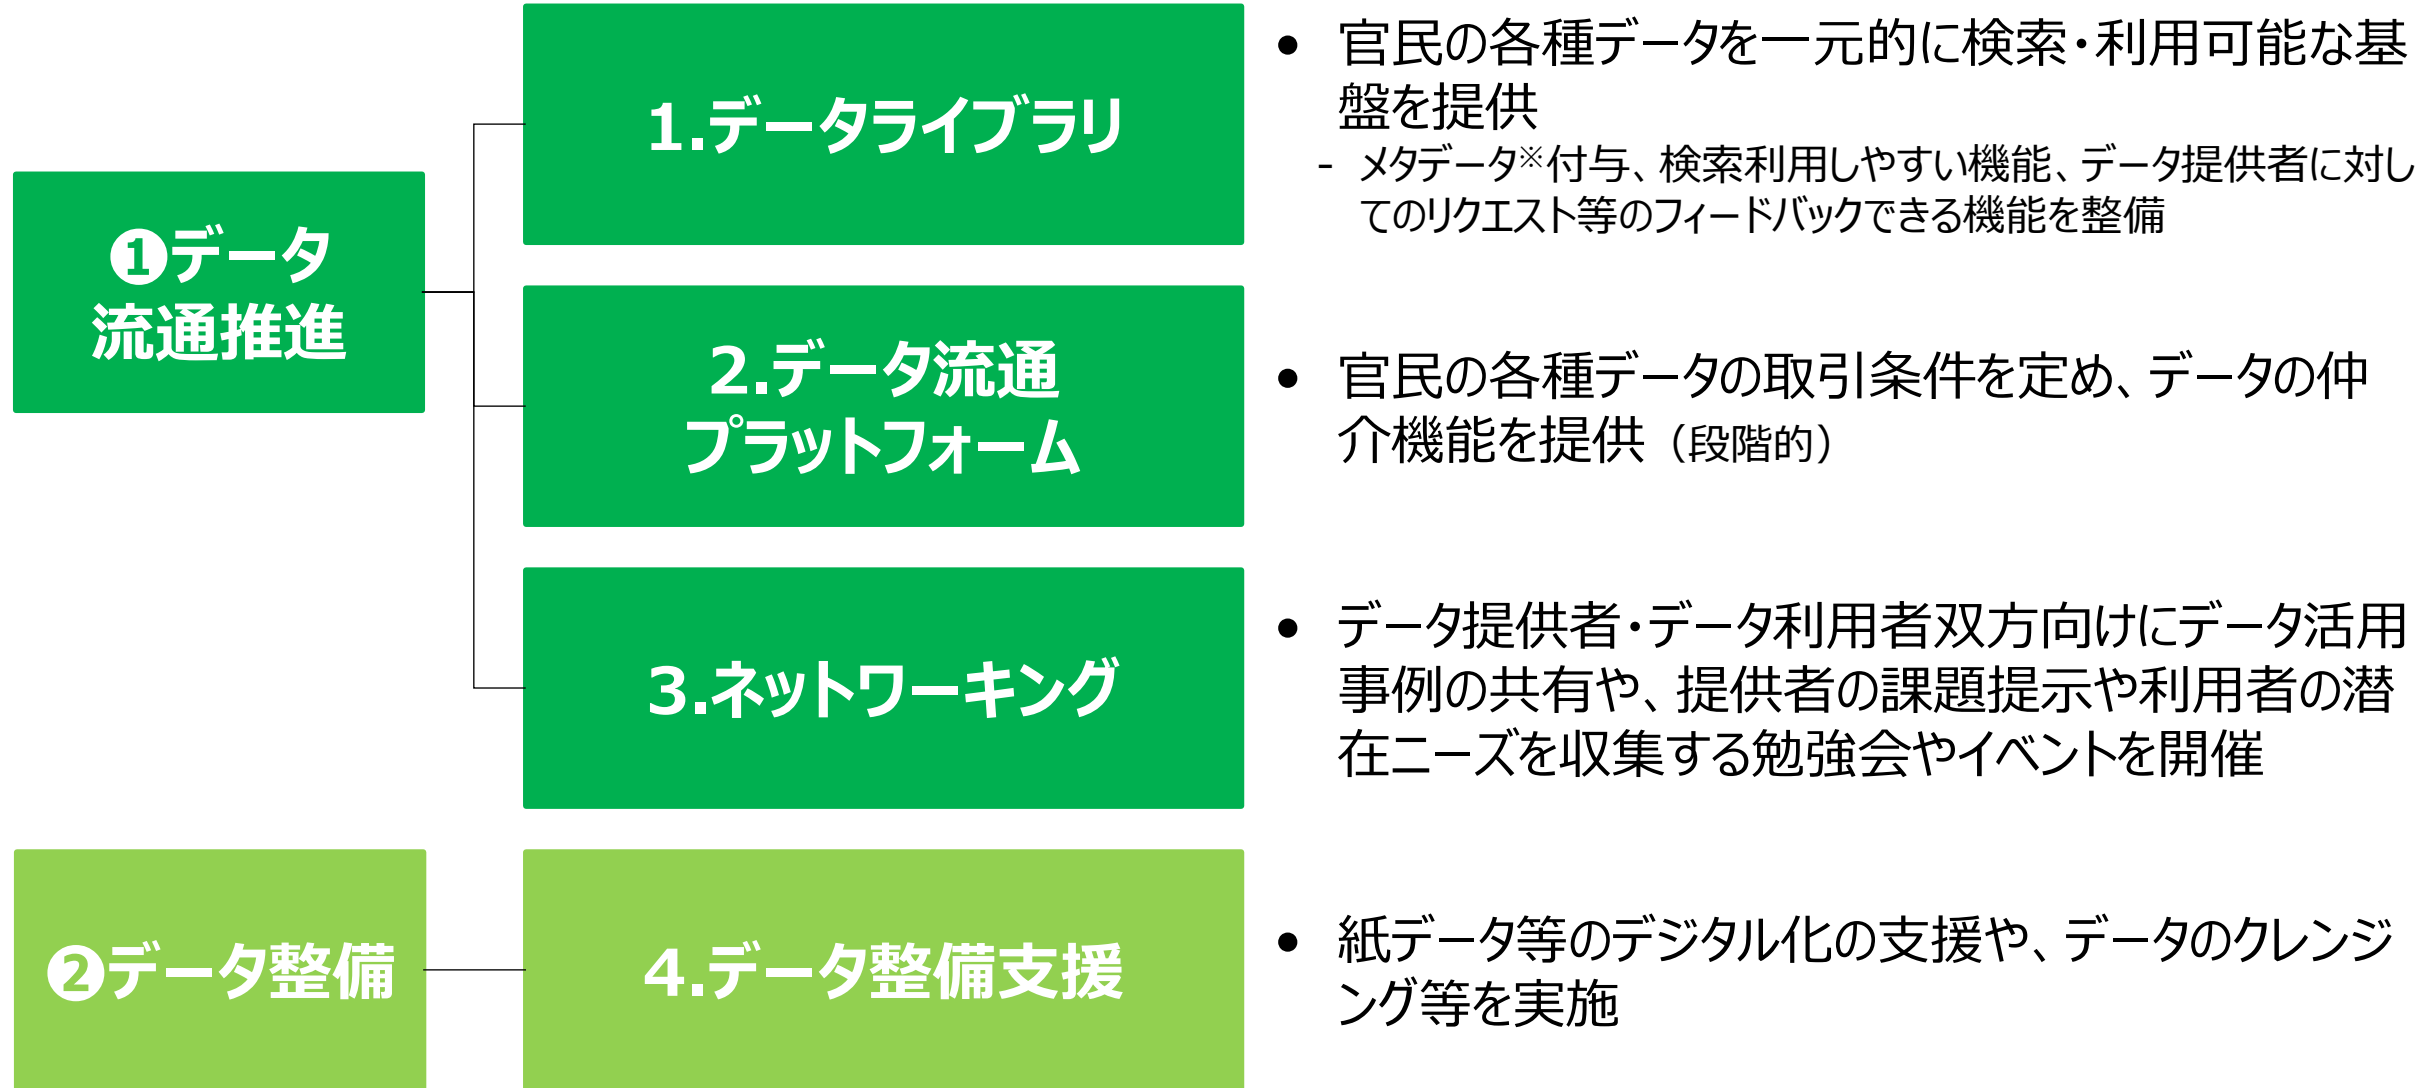 ❶データ
流通推進
1.データライブラリ
• 官民の各種データを一元的に検索・利用可能な基
盤を提供
- メタデータ※付与、検索利用しやすい機能、データ提供者に対し
てのリクエスト等のフィードバックできる機能を整備
2.データ流通
プラットフォーム
• 官民の各種データの取引条件を定め、データの仲
介機能を提供（段階的）
3.ネットワーキング
• データ提供者・データ利用者双方向けにデータ活用
事例の共有や、提供者の課題提示や利用者の潜
在ニーズを収集する勉強会やイベントを開催
❷データ整備
4.データ整備支援
• 紙データ等のデジタル化の支援や、データのクレンジ
ング等を実施